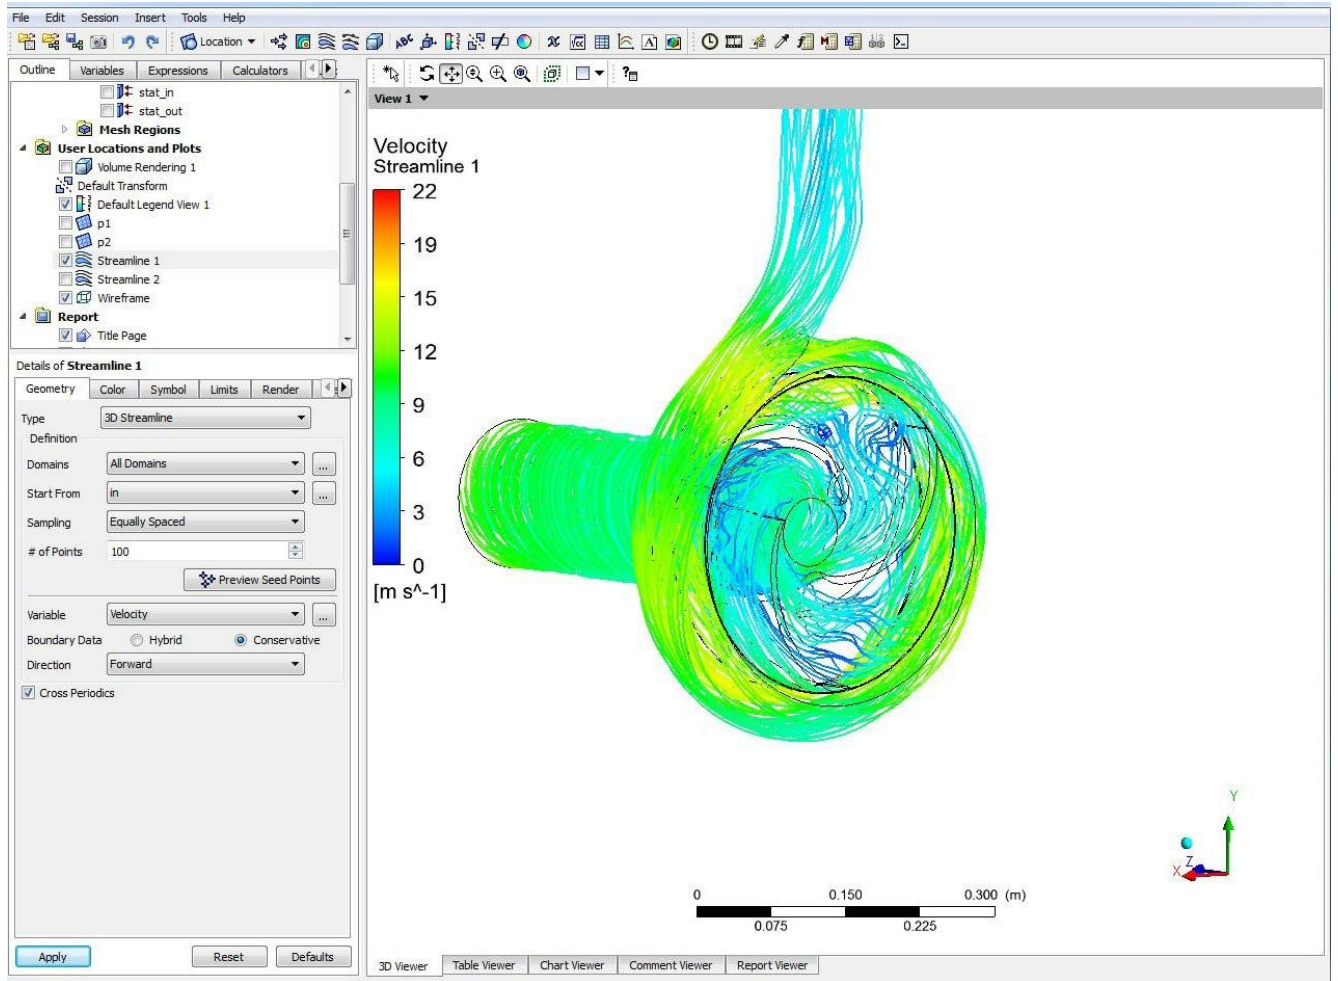 File Edit Session Insert Tools Help
Location
Outline Variables Expressions Calculators
stat_in
stat_out
Mesh Regions
User Locations and Plots
Volume Rendering 1
Default Transform
Default Legend View 1
p1
p2
Streamline 1
Streamline 2
Wireframe
Report
Title Page
Details of Streamline 1
Geometry Color Symbol Limits Render
Type 3D Streamline
Definition
Domains All Domains ...
Start From in ...
Sampling Equally Spaced
# of Points 100
Preview Seed Points
Variable Velocity ...
Boundary Data Hybrid Conservative
Direction Forward
Cross Periodics
Apply Reset Defaults
View 1
Velocity
Streamline 1
22
19
15
12
9
6
3
0
[m s^-1]
Y
Z
X
0 0.150 0.300 (m)
0.075 0.225
3D Viewer Table Viewer Chart Viewer Comment Viewer Report Viewer